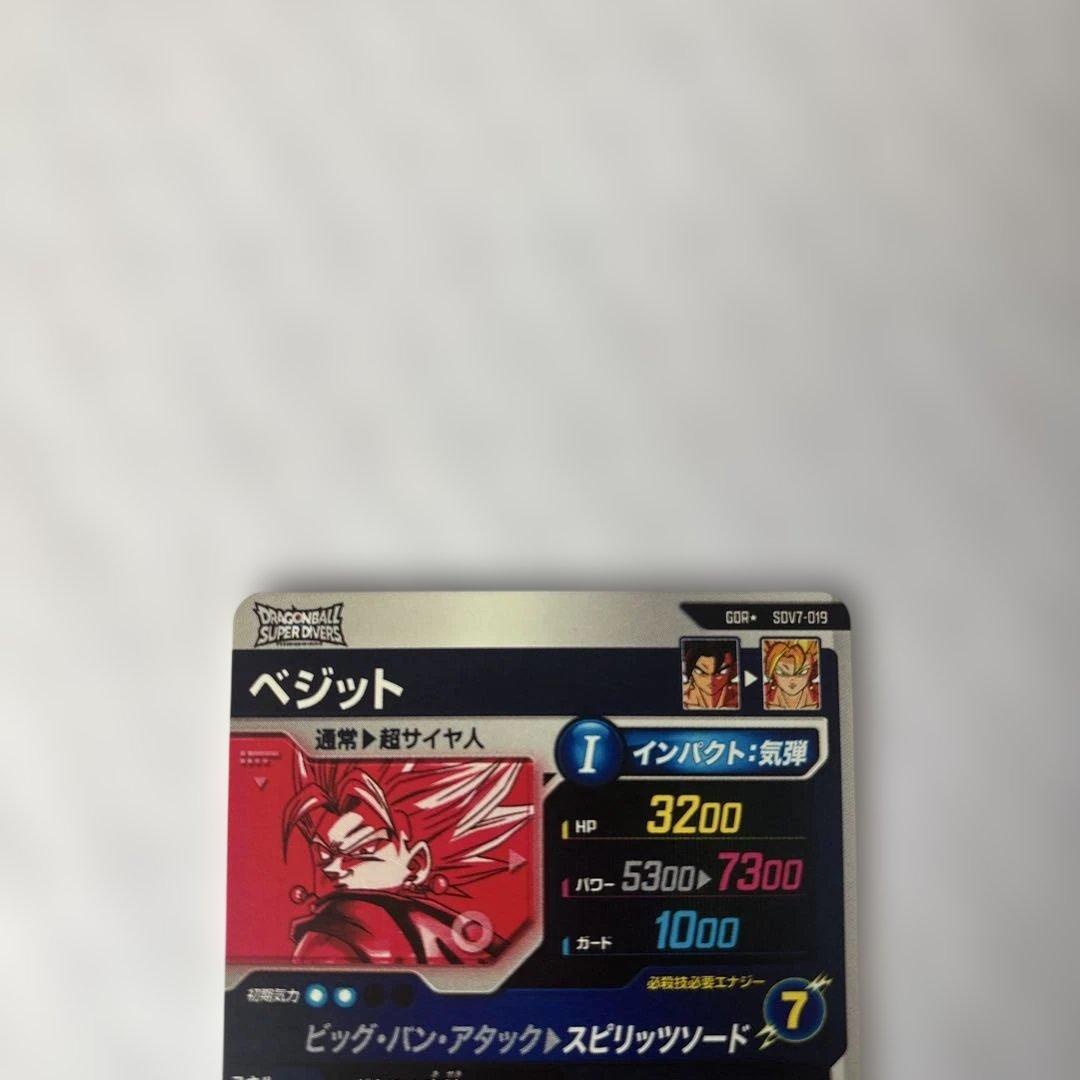 DRAGONBALL
SUPER DIVERS
GDR★ SDV7-019
ベジット
通常▶超サイヤ人
I インパクト:気弾
HP 3200
パワー 5300▶7300
ガード 1000
初期気力
必殺技必要エナジー
7
ビッグ・バン・アタック▶スピリッツソード